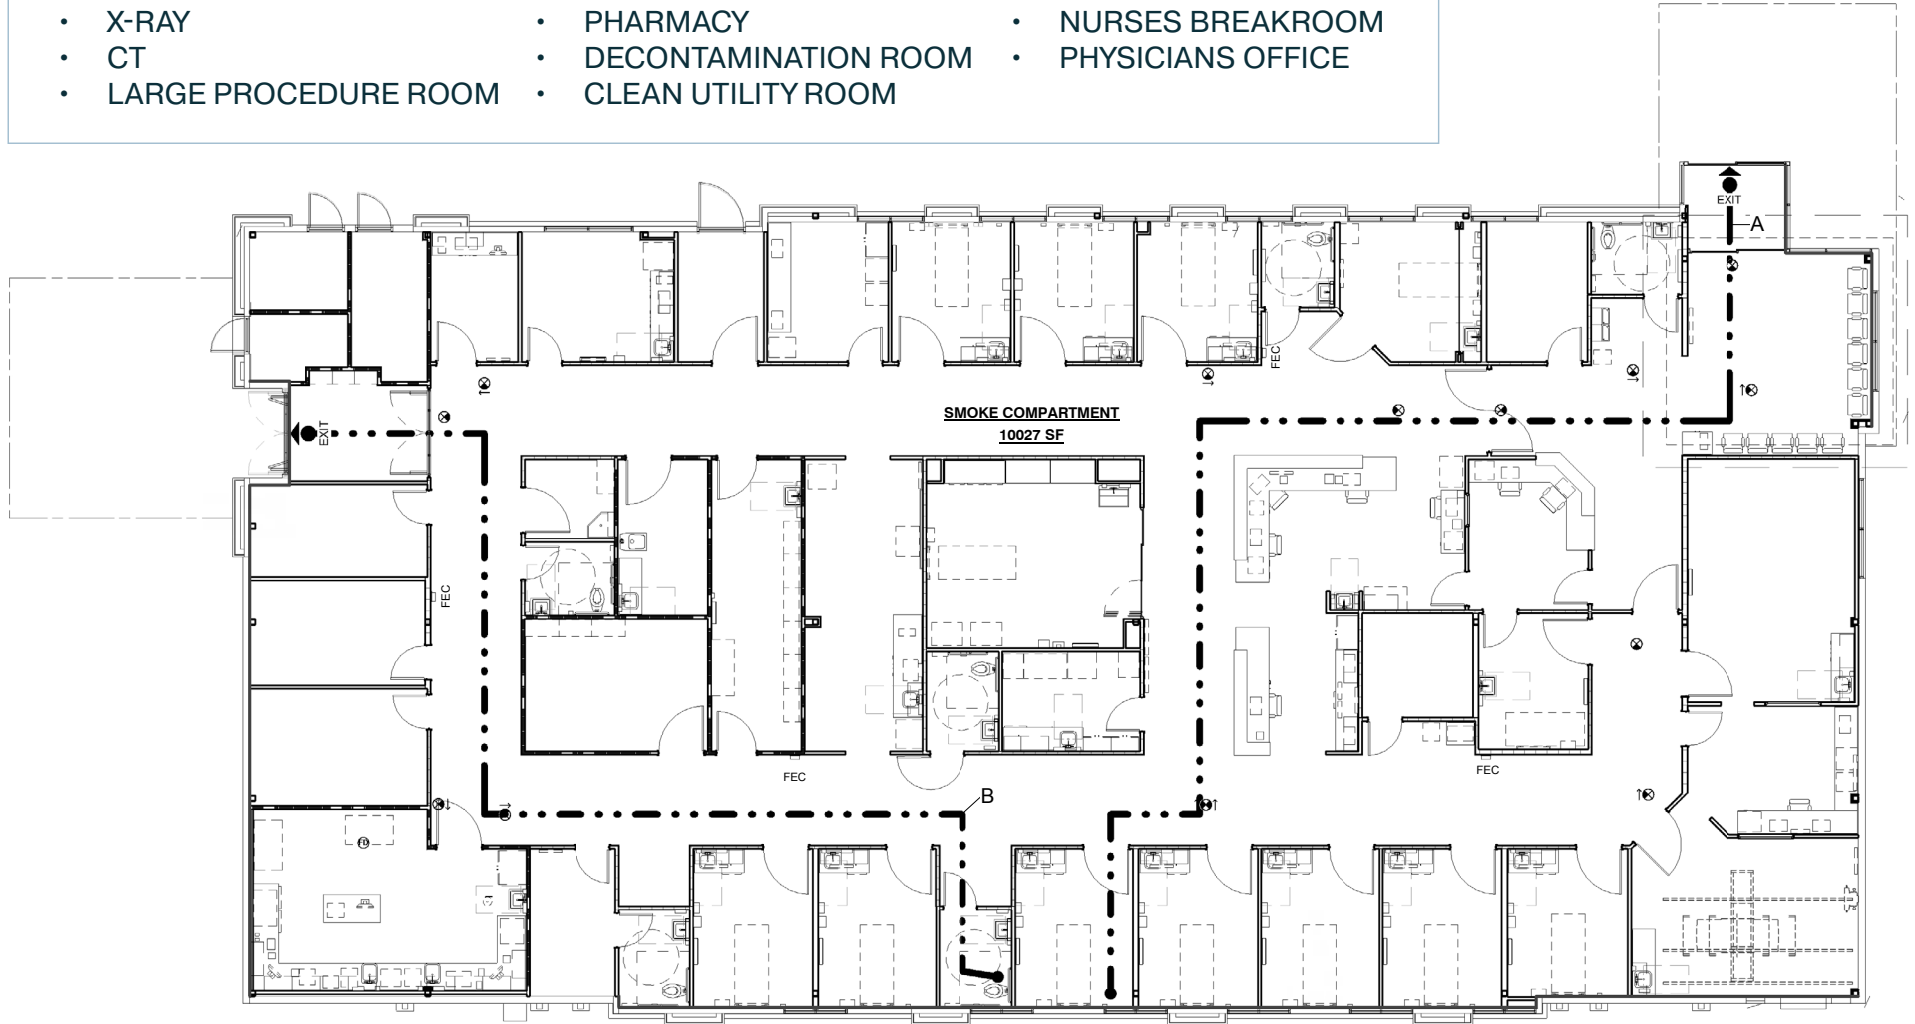 • X-RAY
• CT
• LARGE PROCEDURE ROOM
• PHARMACY
• DECONTAMINATION ROOM
• CLEAN UTILITY ROOM
• NURSES BREAKROOM
• PHYSICIANS OFFICE
EXIT
A
FEC
SMOKE COMPARTMENT
10027 SF
EXIT
FEC
FEC
FEC
B
FD